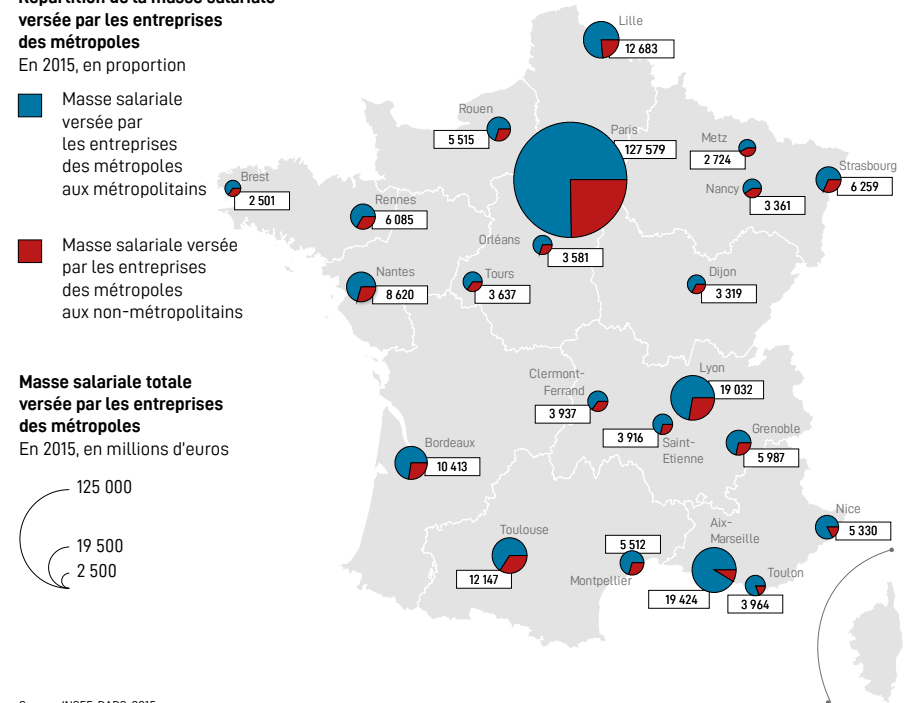 Répartition de la masse salariale
versée par les entreprises
des métropoles
En 2015, en proportion
Masse salariale
versée par
les entreprises
des métropoles
aux métropolitains
Masse salariale versée
par les entreprises
des métropoles
aux non-métropolitains
Masse salariale totale
versée par les entreprises
des métropoles
En 2015, en millions d'euros
125 000
19 500
2 500
Lille
12 683
Rouen
5 515
Paris
127 579
Metz
2 724
Strasbourg
6 259
Nancy
3 361
Brest
2 501
Rennes
6 085
Orléans
3 581
Nantes
8 620
Tours
3 637
Dijon
3 319
Clermont-
Ferrand
3 937
Lyon
19 032
3 916
Saint-
Etienne
Grenoble
5 987
Bordeaux
10 413
Toulouse
12 147
5 512
Montpellier
Aix-
Marseille
19 424
Nice
5 330
Toulon
3 964